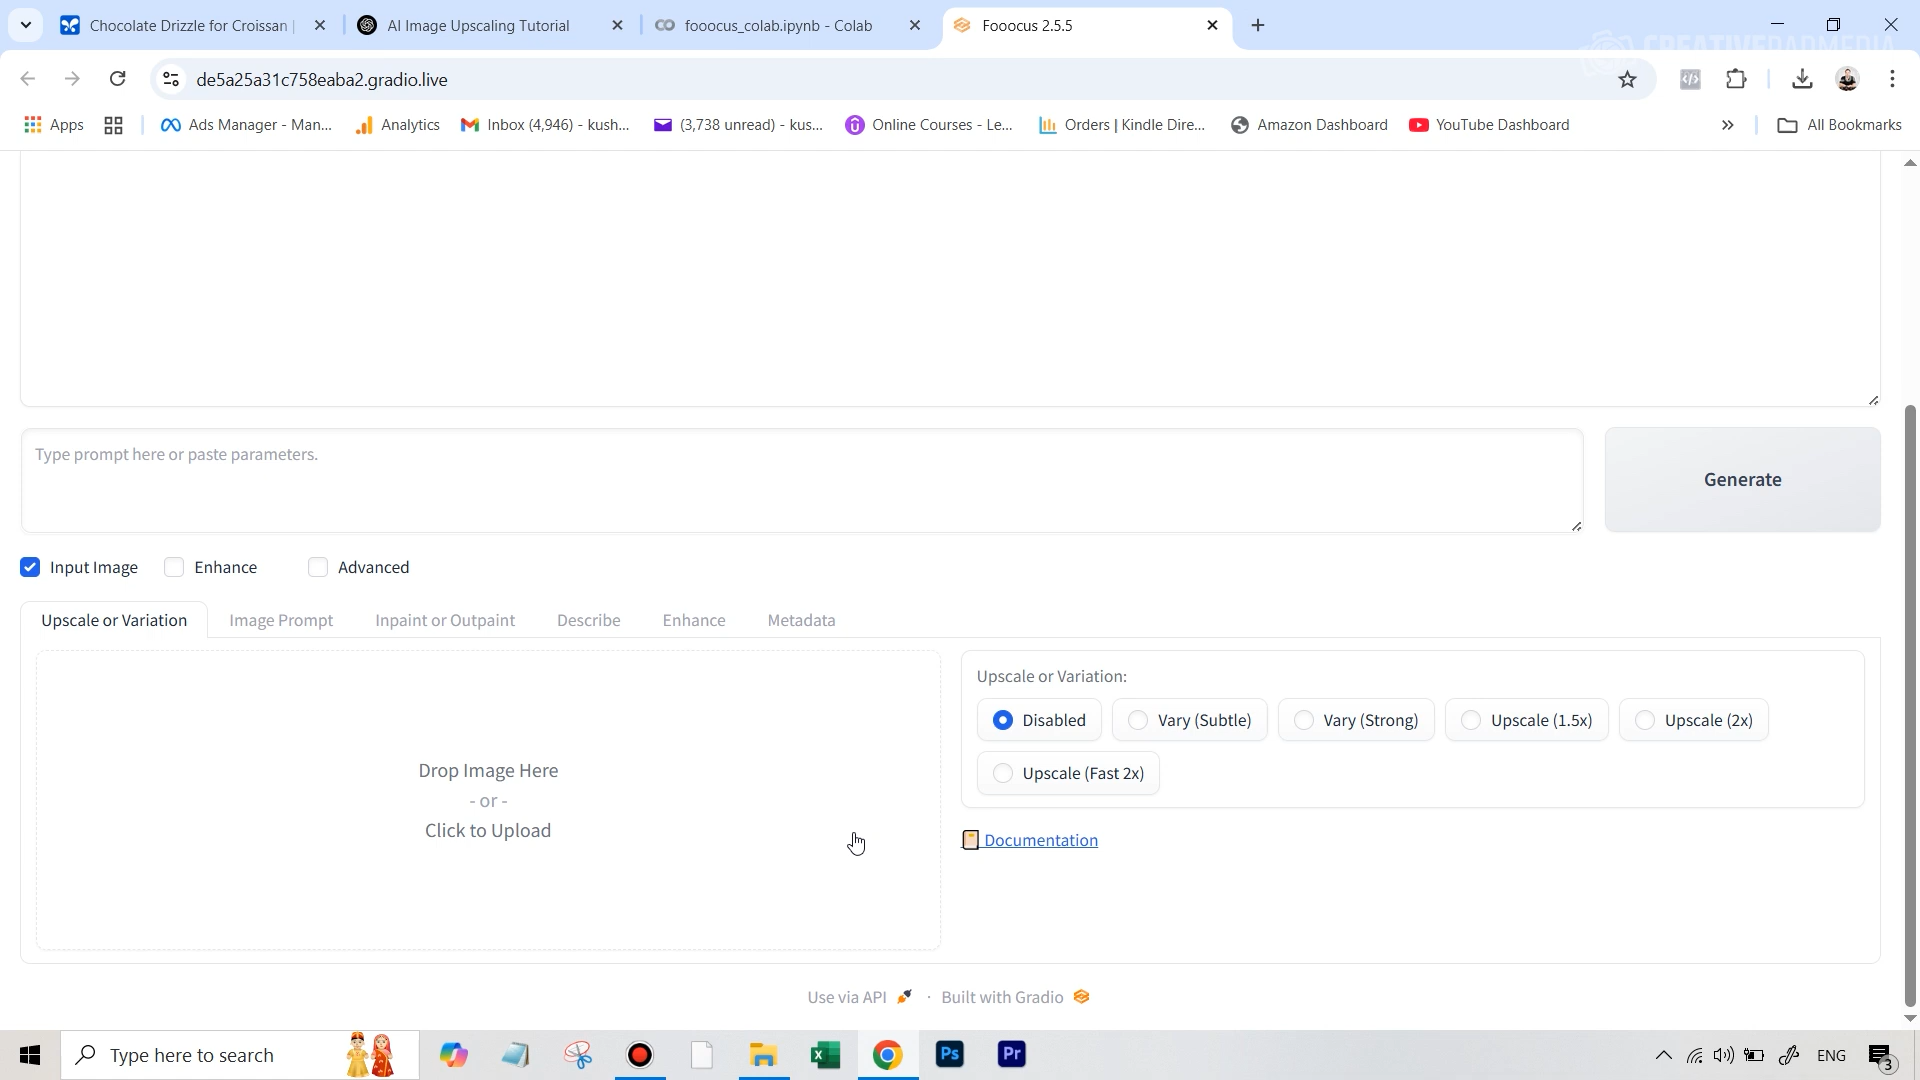 Chocolate Drizzle for Croissan
AI Image Upscaling Tutorial
fooocus_colab.ipynb - Colab
Fooocus 2.5.5
CREATIVEDADMEDIA
de5a25a31c758eaba2.gradio.live
Apps
Ads Manager - Man...
Analytics
Inbox (4,946) - kush...
(3,738 unread) - kus...
Online Courses - Le...
Orders | Kindle Dire...
Amazon Dashboard
YouTube Dashboard
All Bookmarks
Type prompt here or paste parameters.
Generate
Input Image
Enhance
Advanced
Upscale or Variation
Image Prompt
Inpaint or Outpaint
Describe
Enhance
Metadata
Drop Image Here
- or -
Click to Upload
Upscale or Variation:
Disabled
Vary (Subtle)
Vary (Strong)
Upscale (1.5x)
Upscale (2x)
Upscale (Fast 2x)
Documentation
Use via API · Built with Gradio
Type here to search
Ps
Pr
ENG
3